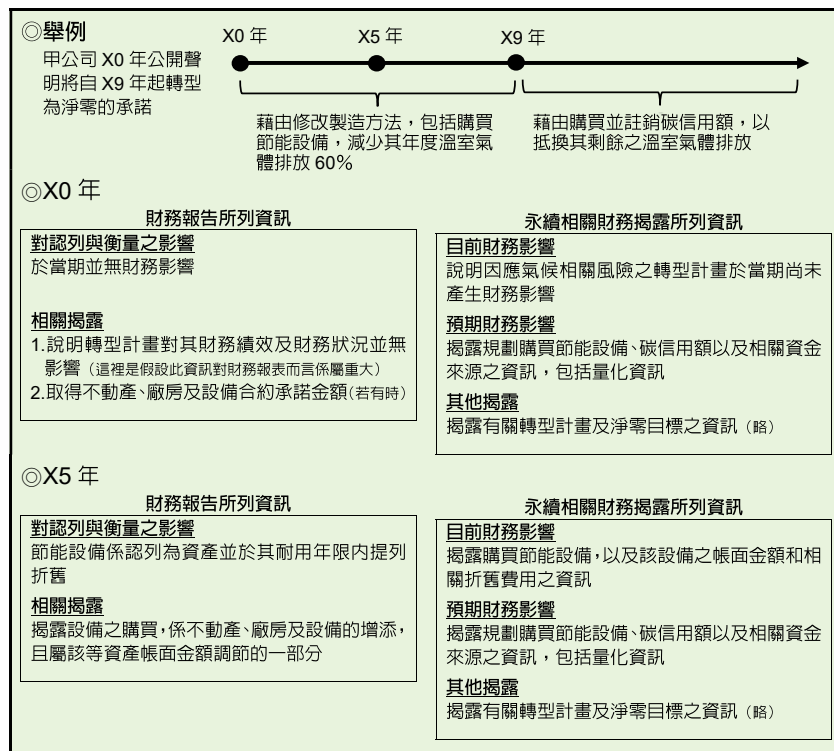 ◎舉例
甲公司 X0 年公開聲
明將自 X9 年起轉型
為淨零的承諾
X0 年
X5 年
X9 年
藉由修改製造方法，包括購買
節能設備，減少其年度溫室氣
體排放 60%
藉由購買並註銷碳信用額，以
抵換其剩餘之溫室氣體排放
◎X0 年
財務報告所列資訊
對認列與衡量之影響
於當期並無財務影響
相關揭露
1.說明轉型計畫對其財務績效及財務狀況並無
影響（這裡是假設此資訊對財務報表而言係屬重大）
2.取得不動產、廠房及設備合約承諾金額(若有時)
永續相關財務揭露所列資訊
目前財務影響
說明因應氣候相關風險之轉型計畫於當期尚未
產生財務影響
預期財務影響
揭露規劃購買節能設備、碳信用額以及相關資金
來源之資訊，包括量化資訊
其他揭露
揭露有關轉型計畫及淨零目標之資訊（略）
◎X5 年
財務報告所列資訊
對認列與衡量之影響
節能設備係認列為資產並於其耐用年限内提列
折舊
相關揭露
揭露設備之購買，係不動產、廠房及設備的增添，
且屬該等資產帳面金額調節的一部分
永續相關財務揭露所列資訊
目前財務影響
揭露購買節能設備，以及該設備之帳面金額和相
關折舊費用之資訊
預期財務影響
揭露規劃購買節能設備、碳信用額以及相關資金
來源之資訊，包括量化資訊
其他揭露
揭露有關轉型計畫及淨零目標之資訊（略）